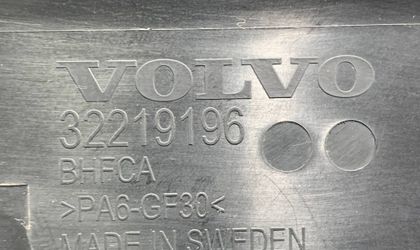 VOLVO
32219196
BHFCA
>PA6-GF30<
MADE IN SWEDEN